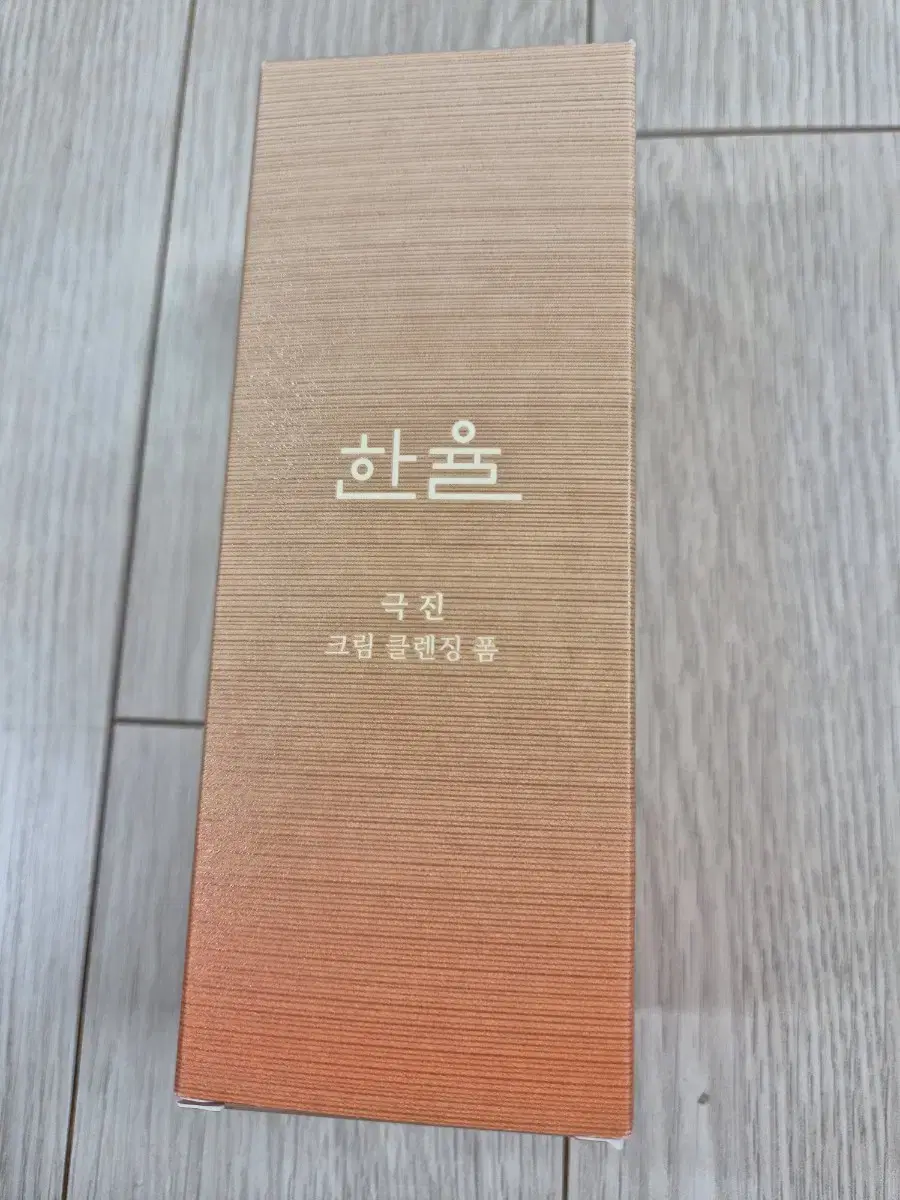 한율
극진
크림 클렌징 폼